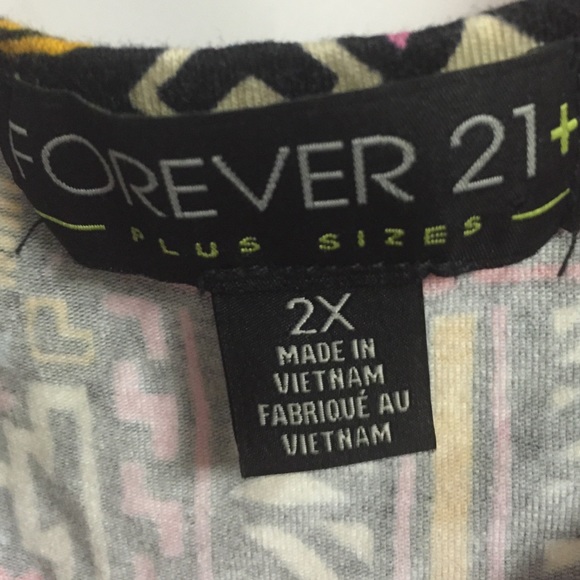 FOREVER 21+
PLUS SIZES
2X
MADE IN
VIETNAM
FABRIQUÉ AU
VIETNAM